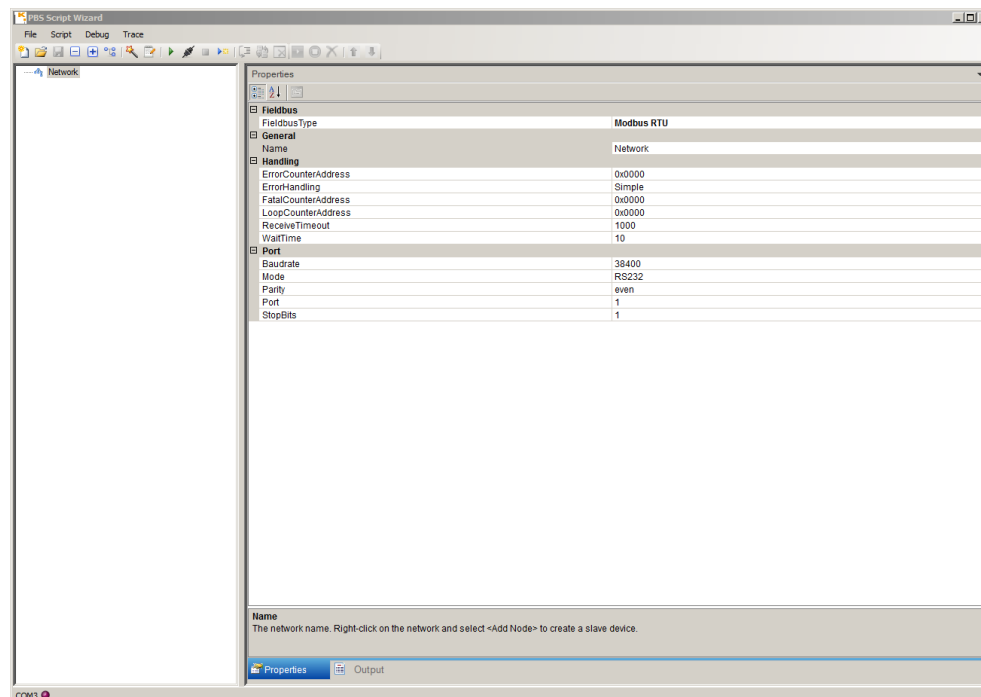 PBS Script Wizard
File Script Debug Trace
Network
Properties
Fieldbus
FieldbusType Modbus RTU
General
Name Network
Handling
ErrorCounterAddress 0x0000
ErrorHandling Simple
FatalCounterAddress 0x0000
LoopCounterAddress 0x0000
ReceiveTimeout 1000
WaitTime 10
Port
Baudrate 38400
Mode RS232
Parity even
Port 1
StopBits 1
Name
The network name. Right-click on the network and select <Add Node> to create a slave device.
Properties Output
COM3